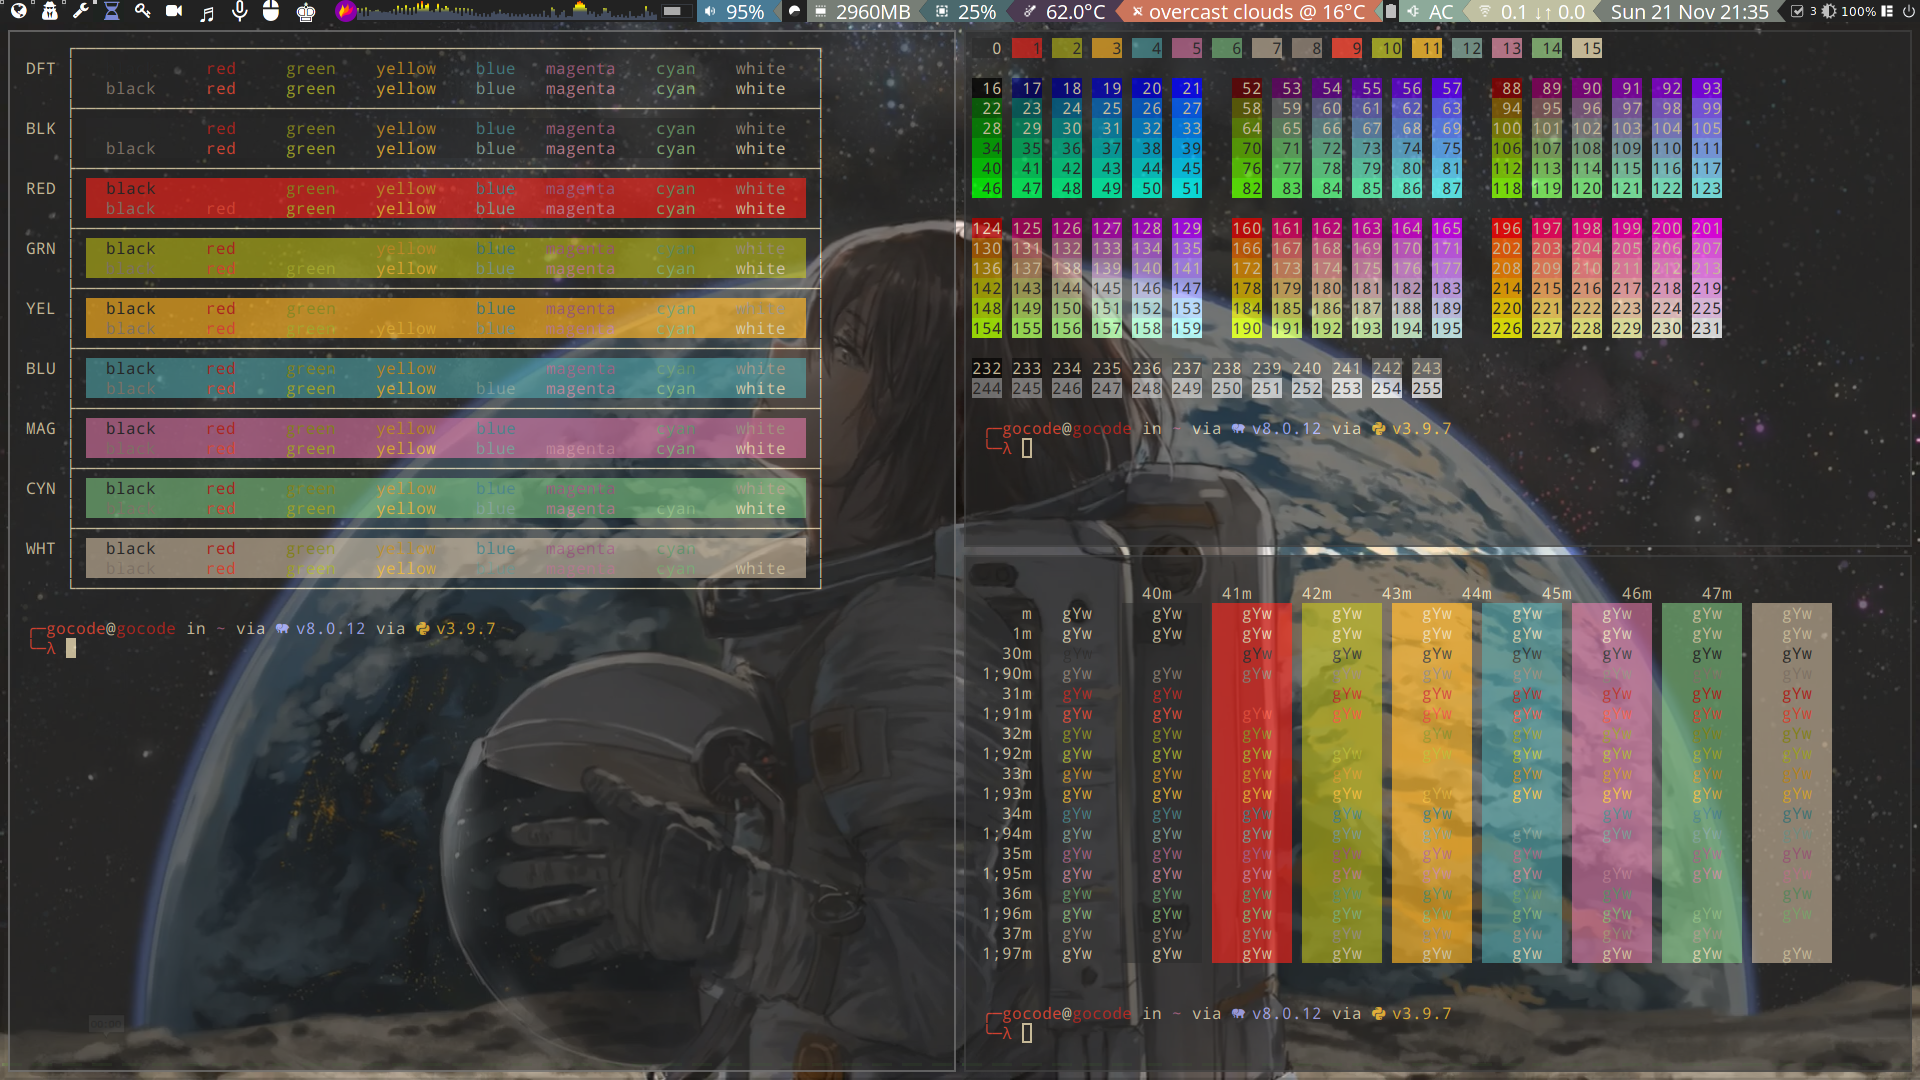 95% 2960MB 25% 62.0°C overcast clouds @ 16°C AC 0.1 ↓↑ 0.0 Sun 21 Nov 21:35 3 100%
DFT red green yellow blue magenta cyan white
black red green yellow blue magenta cyan white
BLK red green yellow blue magenta cyan white
black red green yellow blue magenta cyan white
RED black green yellow blue magenta cyan white
black red green yellow blue magenta cyan white
GRN black red yellow blue magenta cyan white
black red green yellow blue magenta cyan white
YEL black red green blue magenta cyan white
black red green yellow blue magenta cyan white
BLU black red green yellow magenta cyan white
black red green yellow blue magenta cyan white
MAG black red green yellow blue cyan white
black red green yellow blue magenta cyan white
CYN black red green yellow blue magenta white
black red green yellow blue magenta cyan white
WHT black red green yellow blue magenta cyan
black red green yellow blue magenta cyan white
gocode@gocode in ~ via v8.0.12 via v3.9.7
λ
0 1 2 3 4 5 6 7 8 9 10 11 12 13 14 15
16 17 18 19 20 21 52 53 54 55 56 57 88 89 90 91 92 93
22 23 24 25 26 27 58 59 60 61 62 63 94 95 96 97 98 99
28 29 30 31 32 33 64 65 66 67 68 69 100 101 102 103 104 105
34 35 36 37 38 39 70 71 72 73 74 75 106 107 108 109 110 111
40 41 42 43 44 45 76 77 78 79 80 81 112 113 114 115 116 117
46 47 48 49 50 51 82 83 84 85 86 87 118 119 120 121 122 123
124 125 126 127 128 129 160 161 162 163 164 165 196 197 198 199 200 201
130 131 132 133 134 135 166 167 168 169 170 171 202 203 204 205 206 207
136 137 138 139 140 141 172 173 174 175 176 177 208 209 210 211 212 213
142 143 144 145 146 147 178 179 180 181 182 183 214 215 216 217 218 219
148 149 150 151 152 153 184 185 186 187 188 189 220 221 222 223 224 225
154 155 156 157 158 159 190 191 192 193 194 195 226 227 228 229 230 231
232 233 234 235 236 237 238 239 240 241 242 243
244 245 246 247 248 249 250 251 252 253 254 255
gocode@gocode in ~ via v8.0.12 via v3.9.7
λ
40m 41m 42m 43m 44m 45m 46m 47m
m gYw gYw gYw gYw gYw gYw gYw gYw gYw
1m gYw gYw gYw gYw gYw gYw gYw gYw gYw
30m gYw gYw gYw gYw gYw gYw gYw gYw
1;90m gYw gYw gYw gYw gYw gYw gYw gYw gYw
31m gYw gYw gYw gYw gYw gYw gYw gYw
1;91m gYw gYw gYw gYw gYw gYw gYw gYw gYw
32m gYw gYw gYw gYw gYw gYw gYw gYw
1;92m gYw gYw gYw gYw gYw gYw gYw gYw gYw
33m gYw gYw gYw gYw gYw gYw gYw gYw
1;93m gYw gYw gYw gYw gYw gYw gYw gYw gYw
34m gYw gYw gYw gYw gYw gYw gYw gYw
1;94m gYw gYw gYw gYw gYw gYw gYw gYw gYw
35m gYw gYw gYw gYw gYw gYw gYw gYw
1;95m gYw gYw gYw gYw gYw gYw gYw gYw gYw
36m gYw gYw gYw gYw gYw gYw gYw gYw
1;96m gYw gYw gYw gYw gYw gYw gYw gYw gYw
37m gYw gYw gYw gYw gYw gYw gYw gYw
1;97m gYw gYw gYw gYw gYw gYw gYw gYw gYw
gocode@gocode in ~ via v8.0.12 via v3.9.7
λ